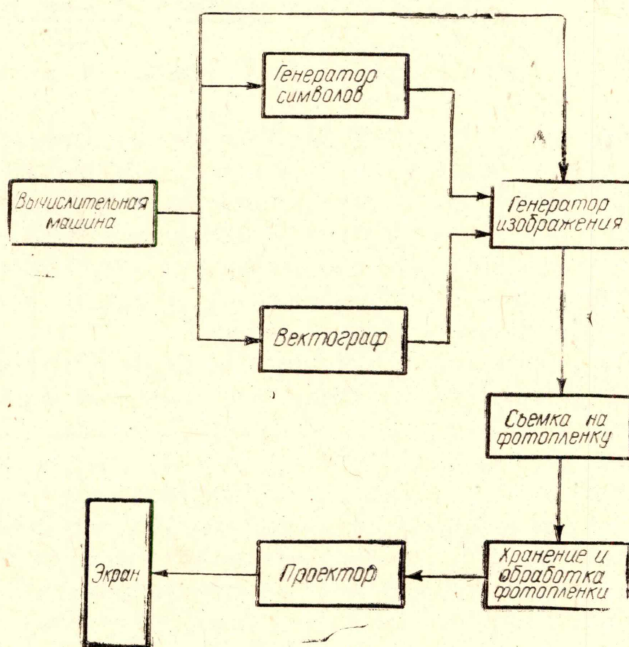 Генератор
символов
Вычислительная
машина
Генератор
изображения
Вектограф
Съемка на
фотопленку
Экран
Проектор
Хранение и
обработка
фотопленки